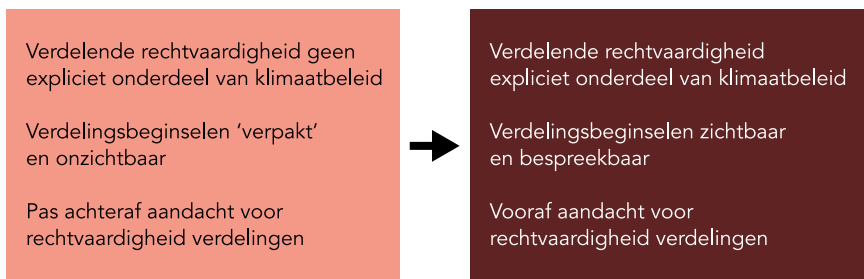 Verdelende rechtvaardigheid geen
expliciet onderdeel van klimaatbeleid
Verdelingsbeginselen ‘verpakt’
en onzichtbaar
Pas achteraf aandacht voor
rechtvaardigheid verdelingen
Verdelende rechtvaardigheid
expliciet onderdeel van klimaatbeleid
Verdelingsbeginselen zichtbaar
en bespreekbaar
Vooraf aandacht voor
rechtvaardigheid verdelingen